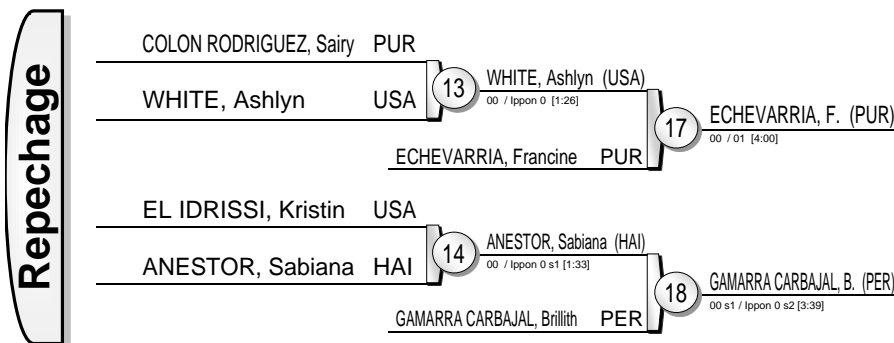 Repechage
COLON RODRIGUEZ, Sairy PUR
WHITE, Ashlyn USA
13
WHITE, Ashlyn (USA)
00 / Ippon 0 [1:26]
ECHEVARRIA, Francine PUR
17
ECHEVARRIA, F. (PUR)
00 / 01 [4:00]
EL IDRISSI, Kristin USA
ANESTOR, Sabiana HAI
14
ANESTOR, Sabiana (HAI)
00 / Ippon 0 s1 [1:33]
GAMARRA CARBAJAL, Brillith PER
18
GAMARRA CARBAJAL, B. (PER)
00 s1 / Ippon 0 s2 [3:39]